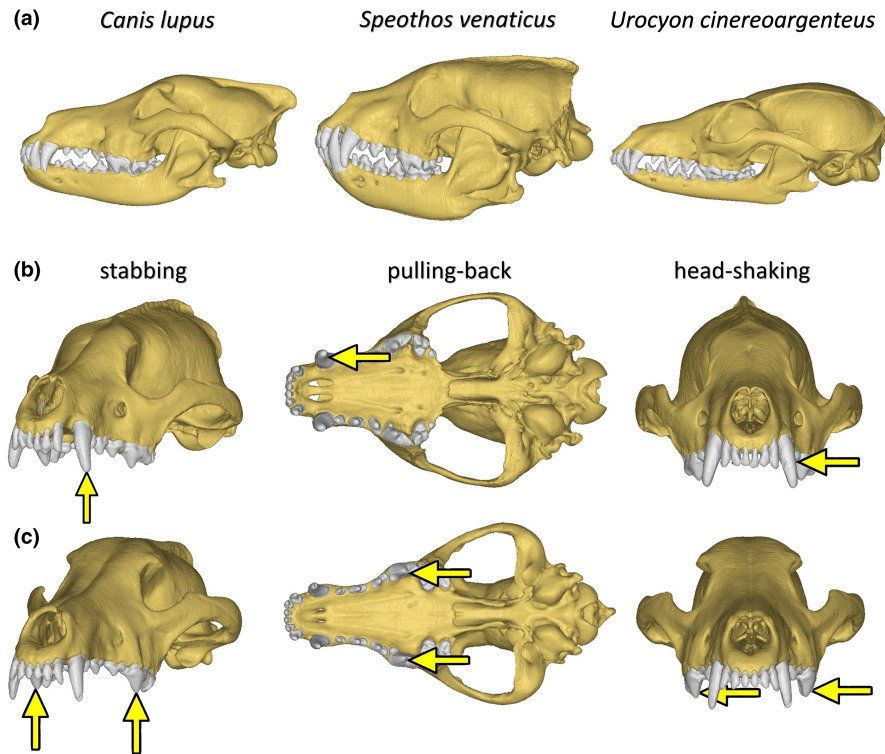 (a) Canis lupus Speothos venaticus Urocyon cinereoargenteus
(b) stabbing pulling-back head-shaking
(c)